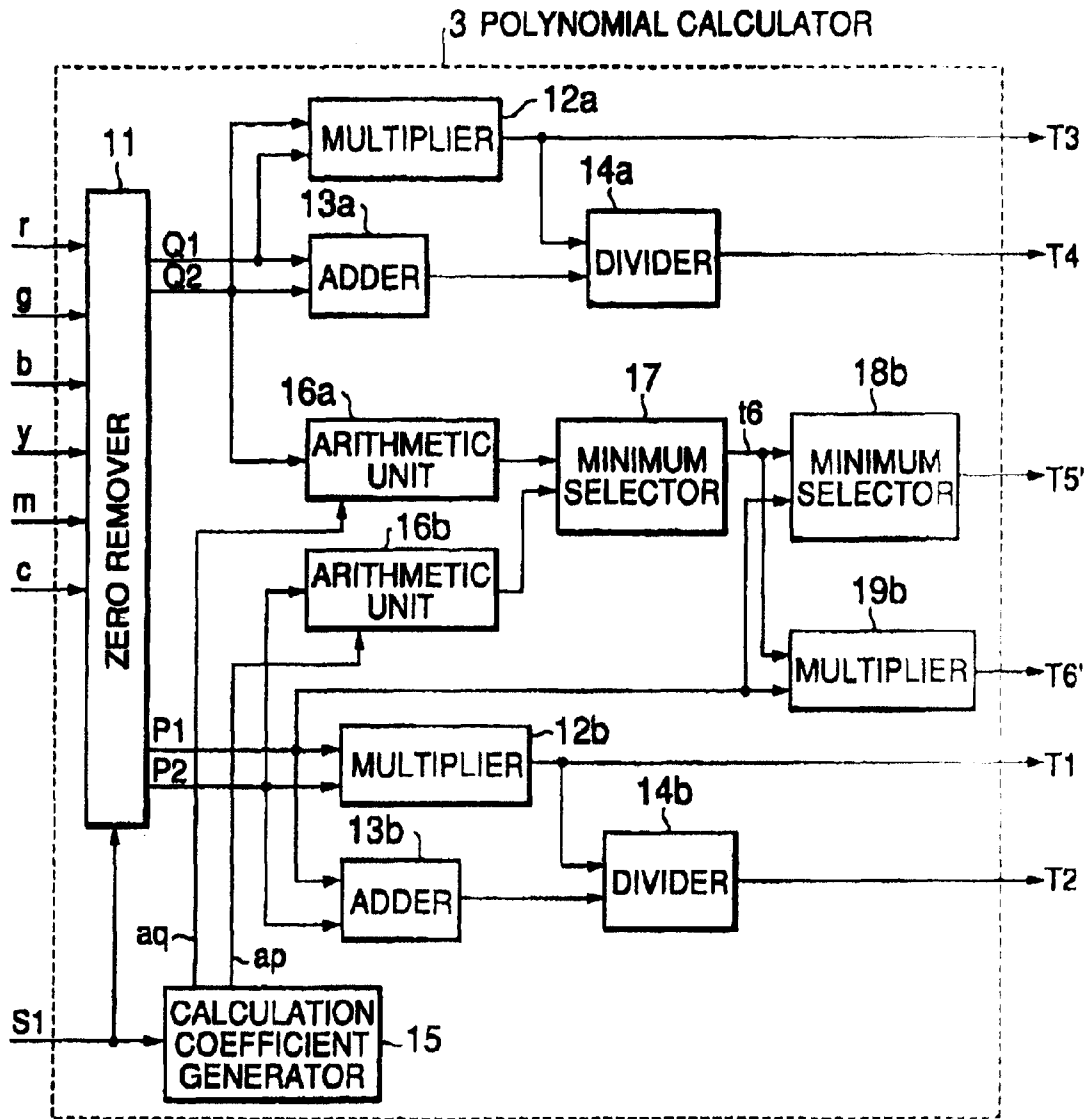 3 POLYNOMIAL CALCULATOR
12a
MULTIPLIER
T3
11
14a
13a
r
Q1
Q2
ADDER
DIVIDER
T4
g
b
16a
17
18b
t6
y
ARITHMETIC
UNIT
MINIMUM
SELECTOR
MINIMUM
SELECTOR
T5'
m
16b
c
ARITHMETIC
UNIT
19b
ZERO REMOVER
MULTIPLIER
T6'
P1
12b
P2
MULTIPLIER
T1
14b
13b
DIVIDER
T2
ADDER
aq
ap
S1
CALCULATION
COEFFICIENT
GENERATOR
15